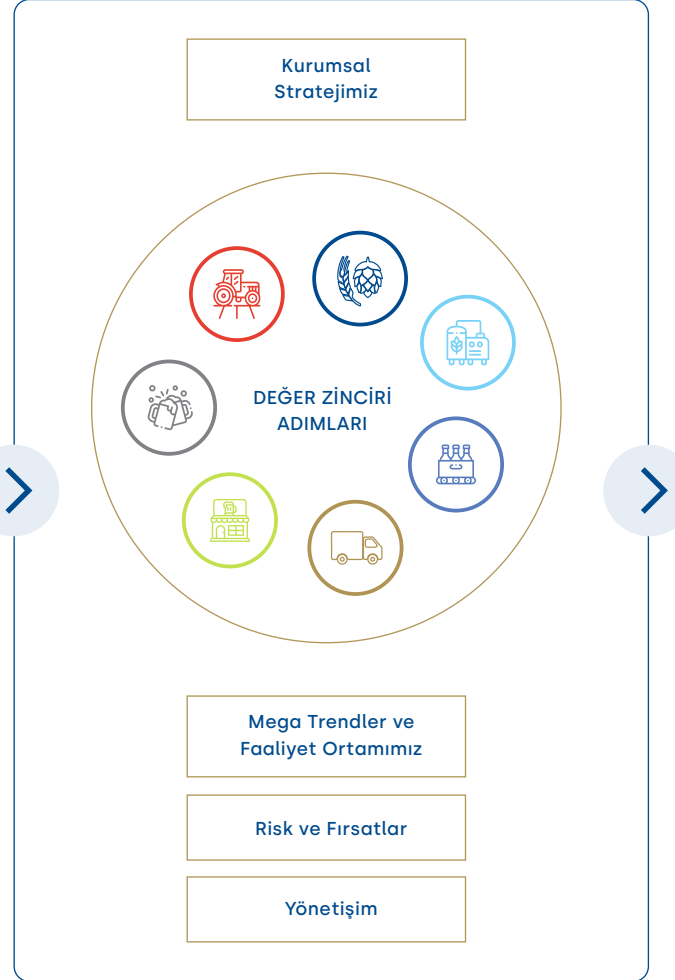 Kurumsal
Stratejimiz
DEĞER ZİNCİRİ
ADIMLARI
Mega Trendler ve
Faaliyet Ortamımız
Risk ve Fırsatlar
Yönetişim